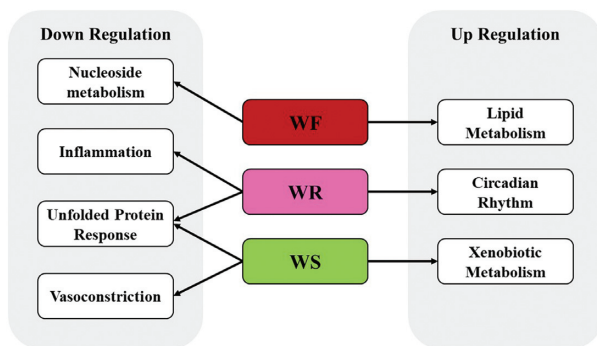 Down Regulation
Nucleoside
metabolism
Inflammation
Unfolded Protein
Response
Vasoconstriction
WF
WR
WS
Up Regulation
Lipid
Metabolism
Circadian
Rhythm
Xenobiotic
Metabolism